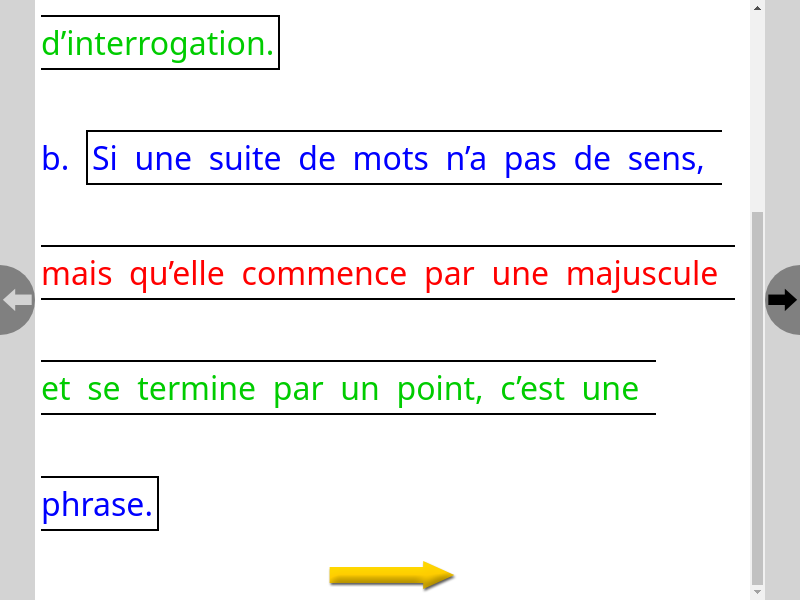 d’interrogation.
b. Si une suite de mots n’a pas de sens,
mais qu’elle commence par une majuscule
et se termine par un point, c’est une
phrase.